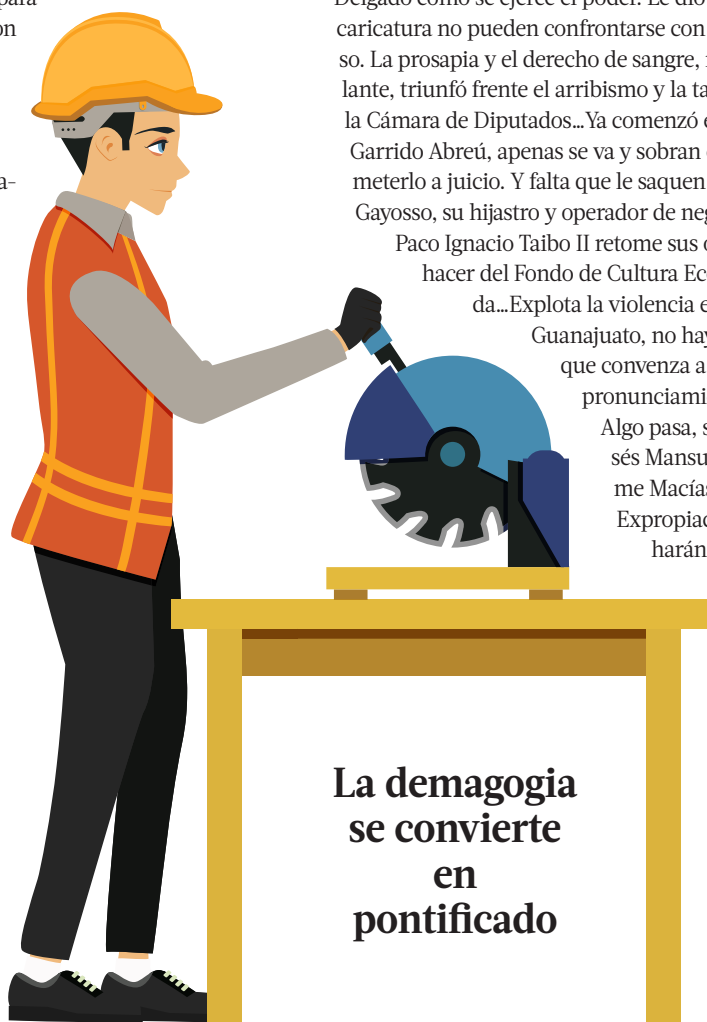 para
on
a-
Delgado cómo se ejerce el poder. Le dio
caricatura no pueden confrontarse con
so. La prosapia y el derecho de sangre,
lante, triunfó frente el arribismo y la ta
la Cámara de Diputados...Ya comenzó e
Garrido Abreú, apenas se va y sobran
meterlo a juicio. Y falta que le saquen
Gayosso, su hijastro y operador de neg
Paco Ignacio Taibo II retome sus
hacer del Fondo de Cultura Ec
da...Explota la violencia e
Guanajuato, no hay
que convenza a
pronunciami
Algo pasa, s
sés Mansu
me Macías
Expropiac
harán
La demagogia
se convierte
en
pontificado